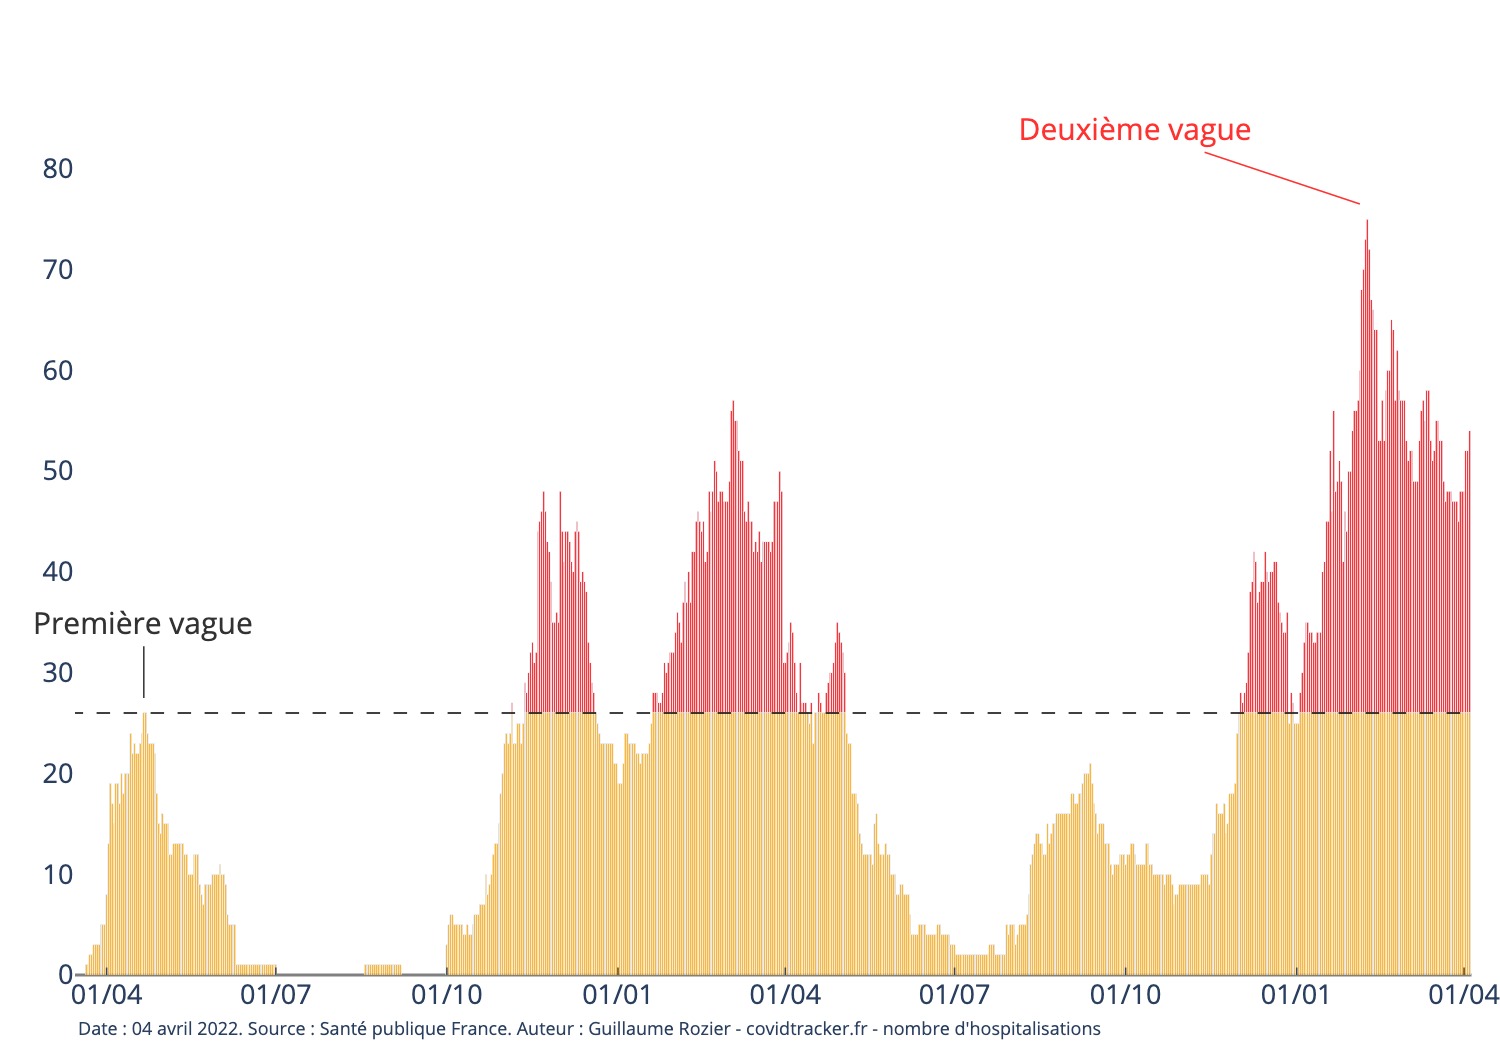 Deuxième vague
80
70
60
50
40
Première vague
30
20
10
0
01/04 01/07 01/10 01/01 01/04 01/07 01/10 01/01 01/04
Date : 04 avril 2022. Source : Santé publique France. Auteur : Guillaume Rozier - covidtracker.fr - nombre d'hospitalisations